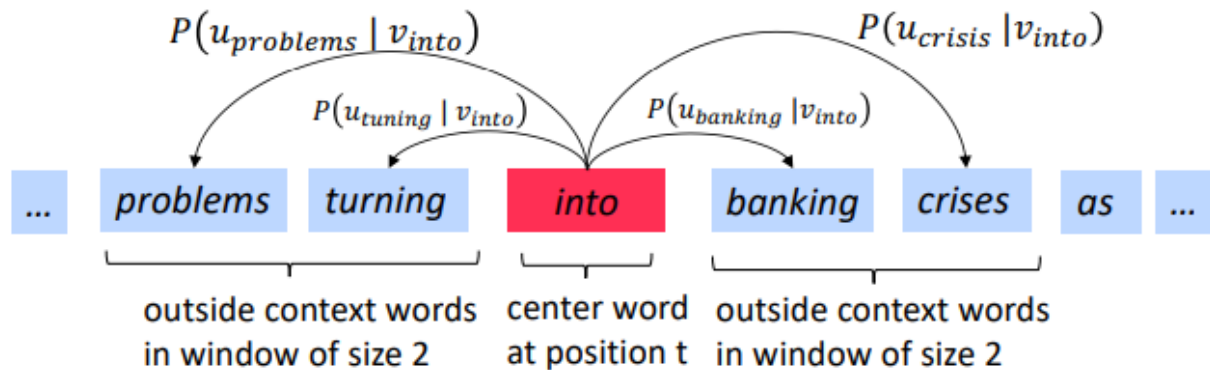 P(u_problems | v_into) P(u_crisis |v_into)
P(u_tuning | v_into) P(u_banking |v_into)
... problems turning into banking crises as ...
outside context words center word outside context words
in window of size 2 at position t in window of size 2